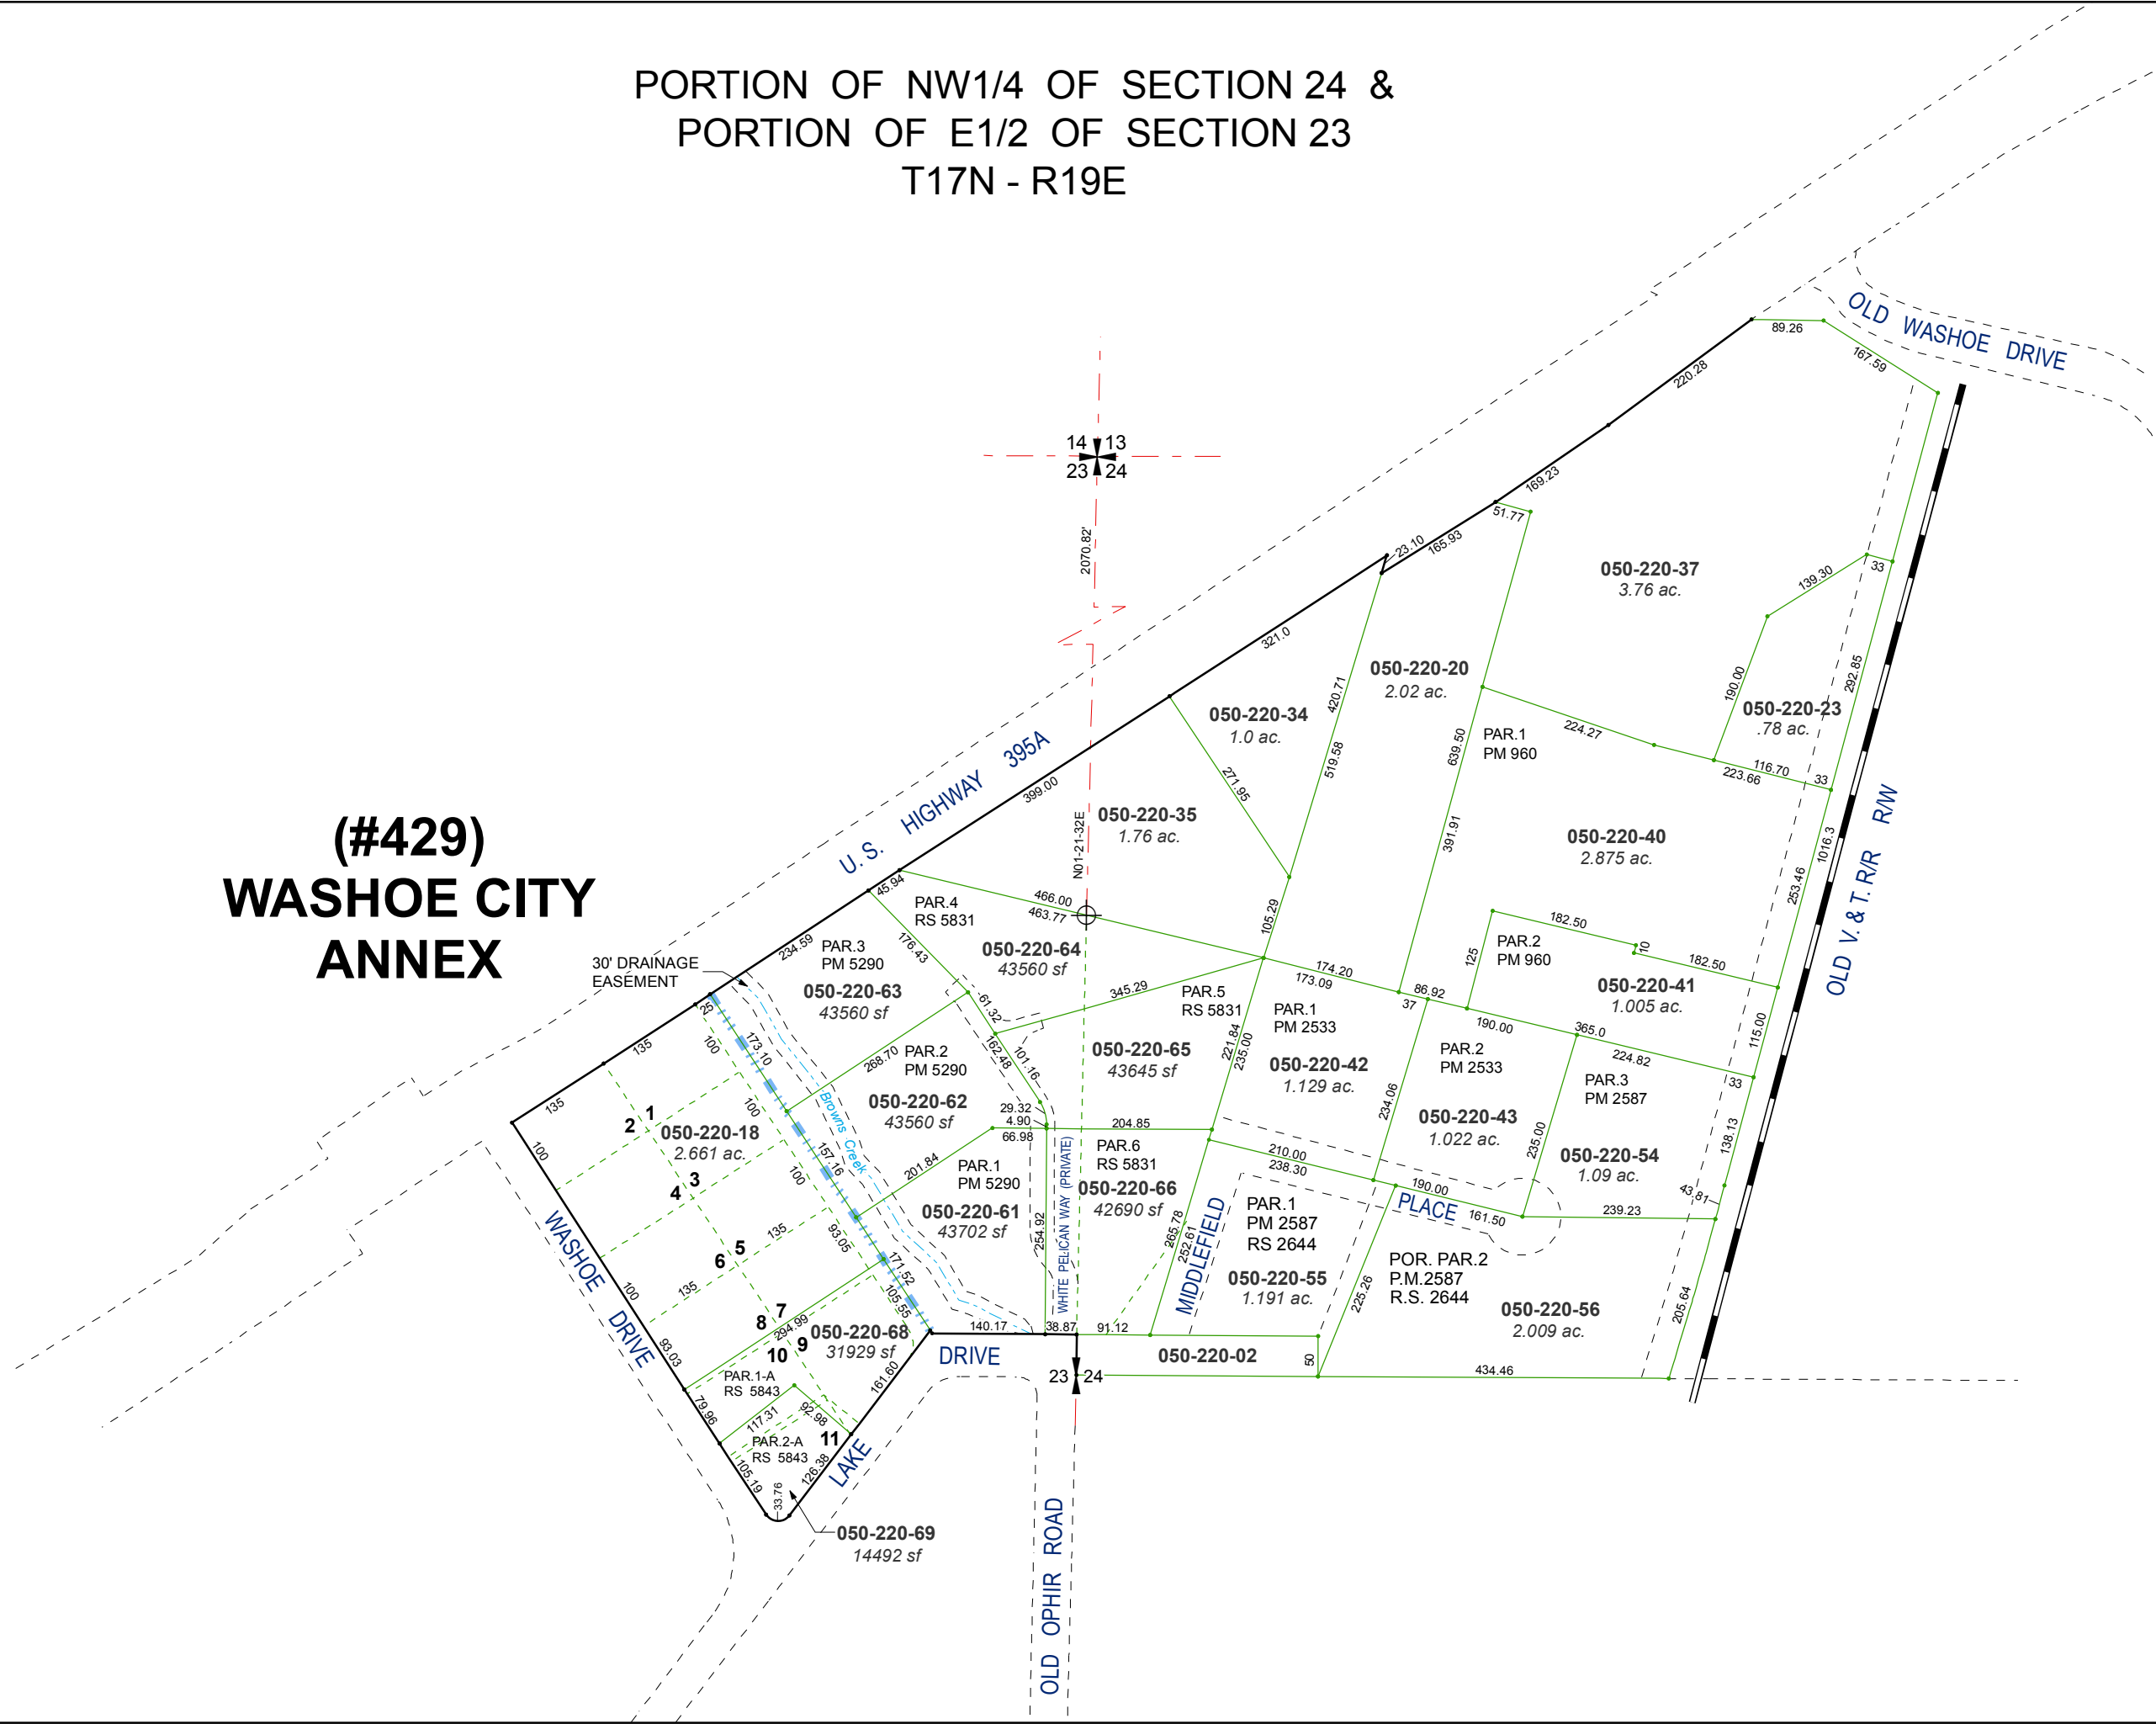 PORTION OF NW1/4 OF SECTION 24 &
PORTION OF E1/2 OF SECTION 23
T17N - R19E
OLD WASHOE DRIVE
89.26
167.59
220.28
169.23
51.77
23.10
165.93
14 13
23 24
2070.82'
050-220-37
3.76 ac.
139.30
33
190.00
292.85
050-220-23
.78 ac.
116.70
33
223.66
321.0
050-220-20
2.02 ac.
420.71
519.58
639.50
391.91
PAR.1
PM 960
224.27
050-220-34
1.0 ac.
271.95
399.00
U. S. HIGHWAY 395A
050-220-35
1.76 ac.
N01-21-32E
050-220-40
2.875 ac.
1016.3
253.46
OLD V. & T. R/R R/W
(#429)
WASHOE CITY
ANNEX
45.94
466.00
463.77
105.29
PAR.4
RS 5831
050-220-64
43560 sf
176.43
234.59
PAR.3
PM 5290
30' DRAINAGE
EASEMENT
050-220-63
43560 sf
61.32
345.29
PAR.5
RS 5831
174.20
173.09
86.92
37
125
182.50
10
182.50
PAR.2
PM 960
050-220-41
1.005 ac.
190.00
365.0
224.82
115.00
33
PAR.1
PM 2533
050-220-42
1.129 ac.
221.84
235.00
PAR.2
PM 2533
050-220-43
1.022 ac.
234.06
PAR.3
PM 2587
050-220-54
1.09 ac.
235.00
138.13
43.81
239.23
25
135
135
100
173.10
100
268.70
PAR.2
PM 5290
050-220-62
43560 sf
162.48
101.16
050-220-65
43645 sf
Browns Creek
1
2
050-220-18
2.661 ac.
100
100
157.16
29.32
4.90
66.98
204.85
201.84
PAR.1
PM 5290
050-220-61
43702 sf
254.92
WHITE PELICAN WAY (PRIVATE)
PAR.6
RS 5831
050-220-66
42690 sf
265.78
252.61
210.00
238.30
190.00
161.50
MIDDLEFIELD PLACE
PAR.1
PM 2587
RS 2644
050-220-55
1.191 ac.
225.26
POR. PAR.2
P.M.2587
R.S. 2644
050-220-56
2.009 ac.
205.64
3
4
5
6
135
135
93.05
100
171.52
105.55
WASHOE DRIVE
93.03
7
8
294.99
9
10
050-220-68
31929 sf
140.17
38.87
91.12
050-220-02
50
434.46
23 24
LAKE DRIVE
161.60
PAR.1-A
RS 5843
79.96
117.31
92.98
11
PAR.2-A
RS 5843
105.19
126.38
33.76
050-220-69
14492 sf
OLD OPHIR ROAD